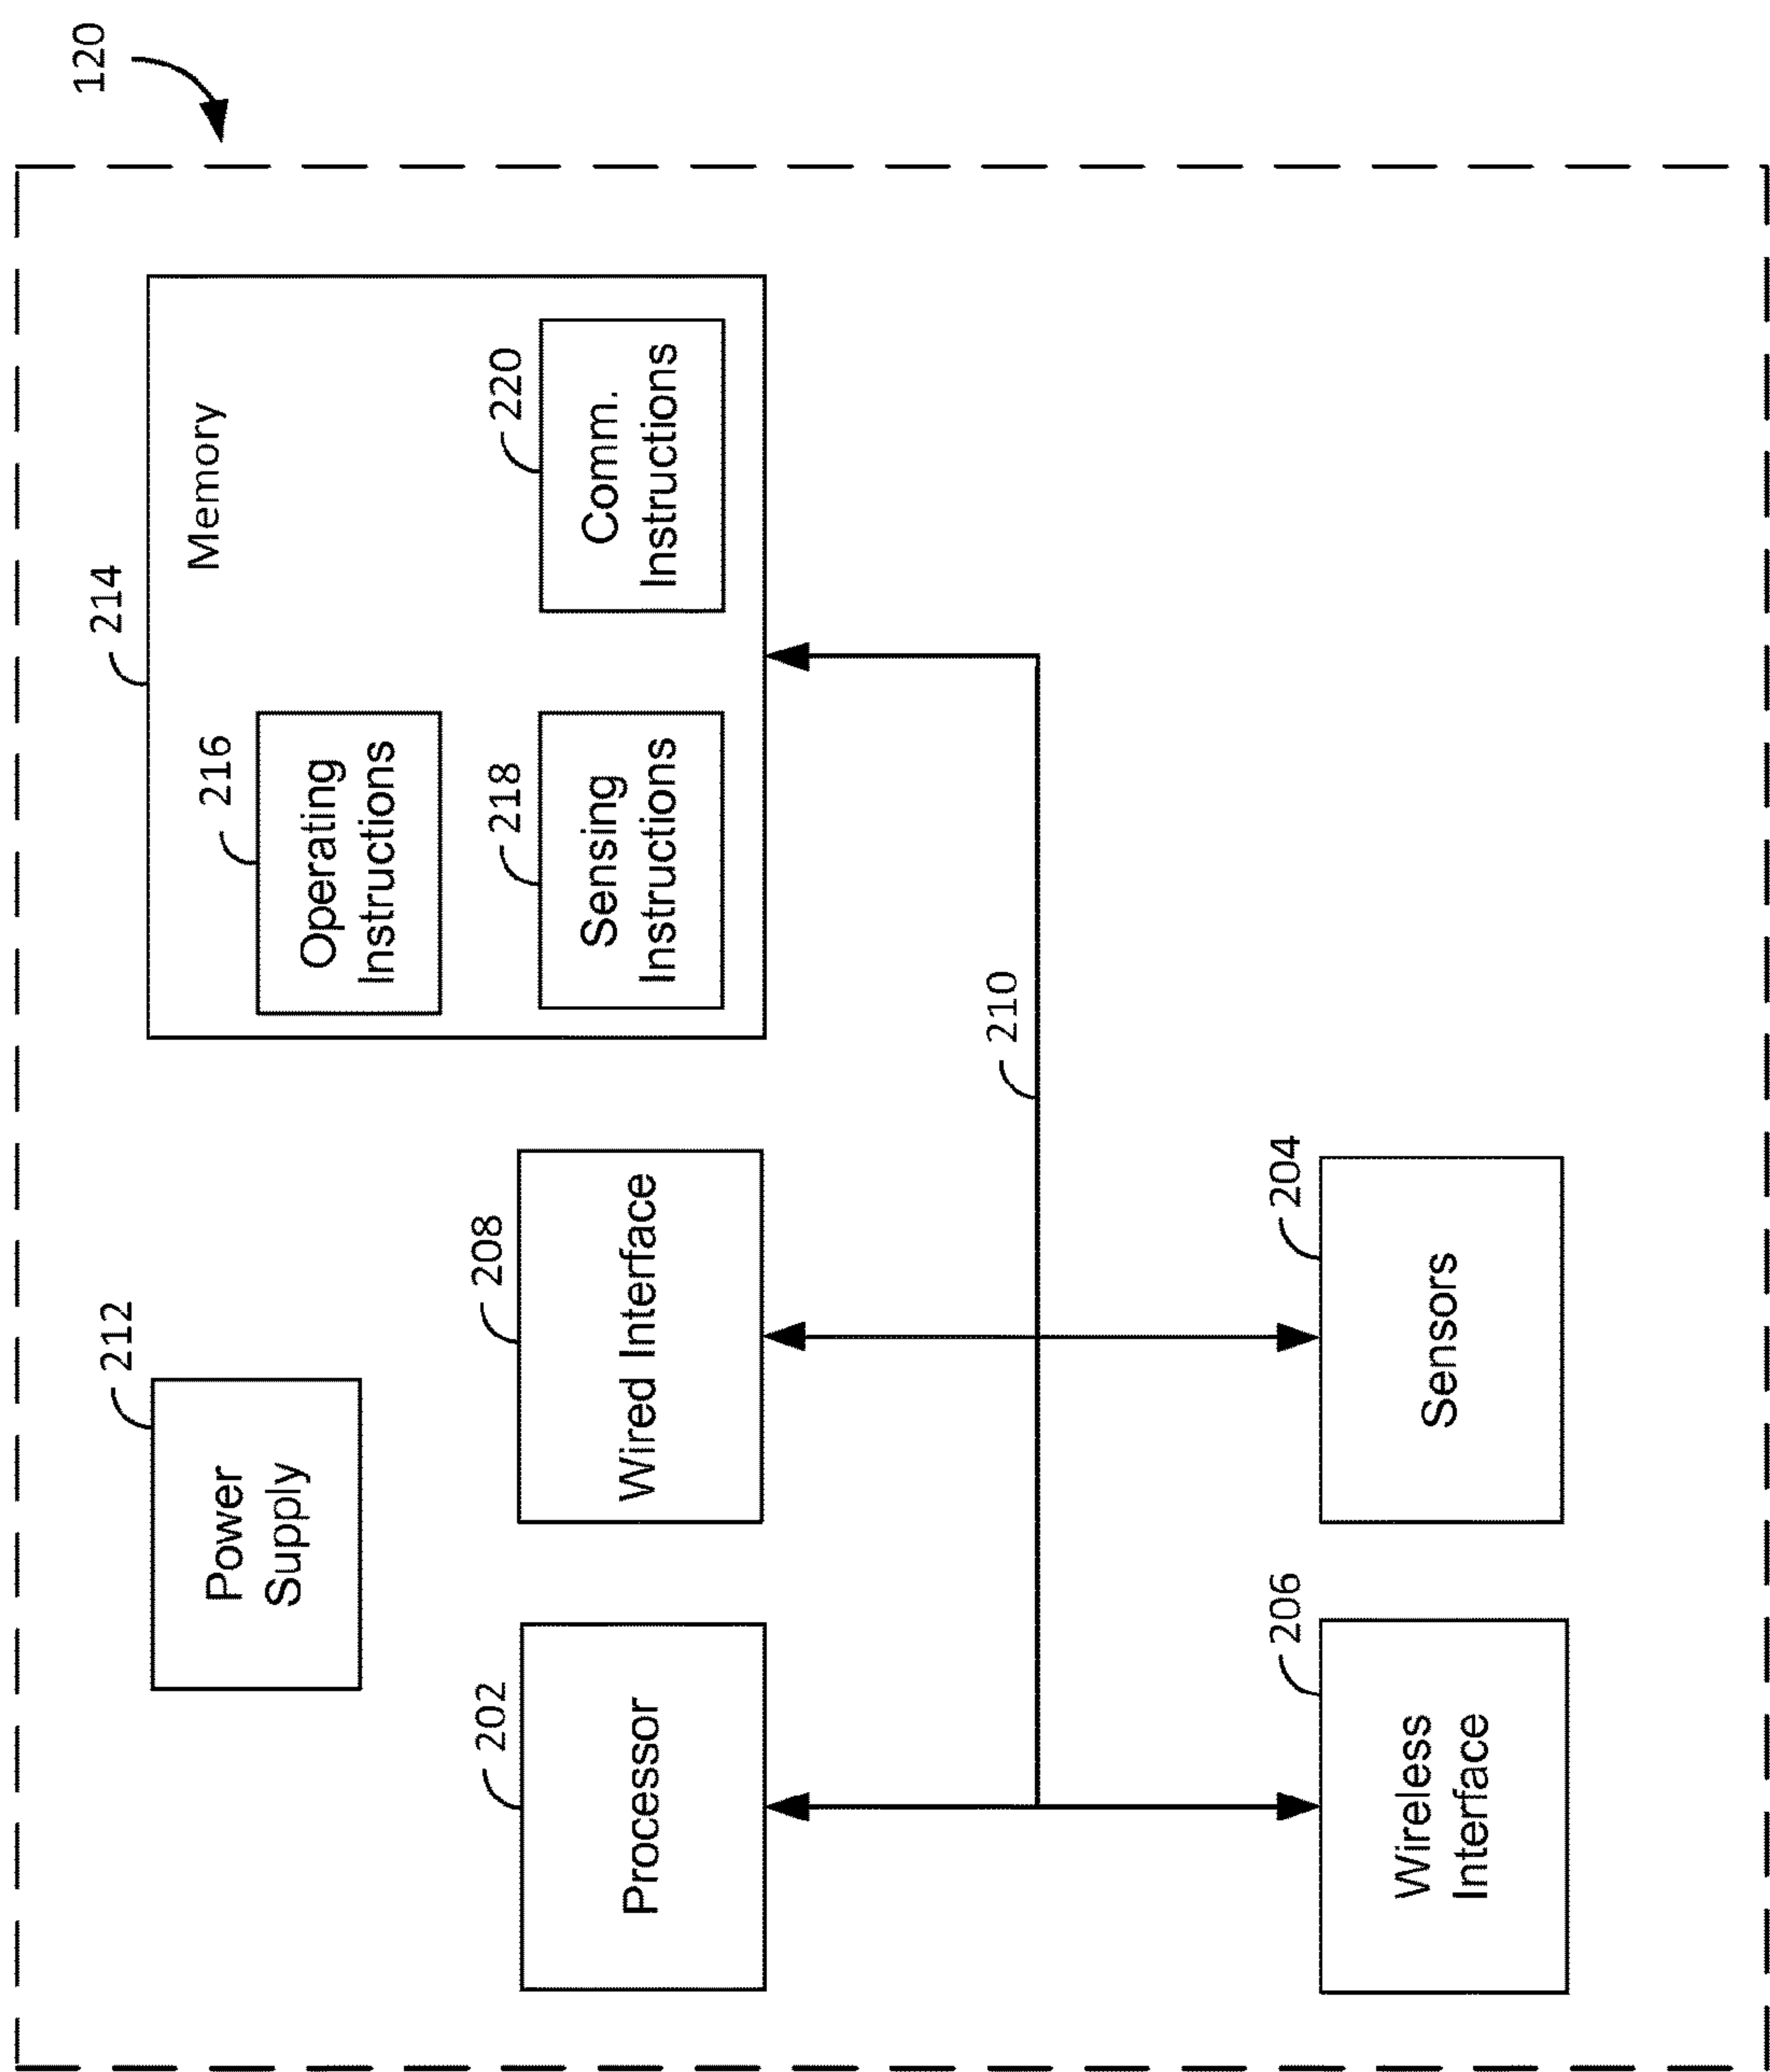 120
214
Memory
216
Operating
Instructions
218
Sensing
Instructions
220
Comm.
Instructions
212
Power
Supply
202
Processor
208
Wired Interface
210
206
Wireless
Interface
204
Sensors